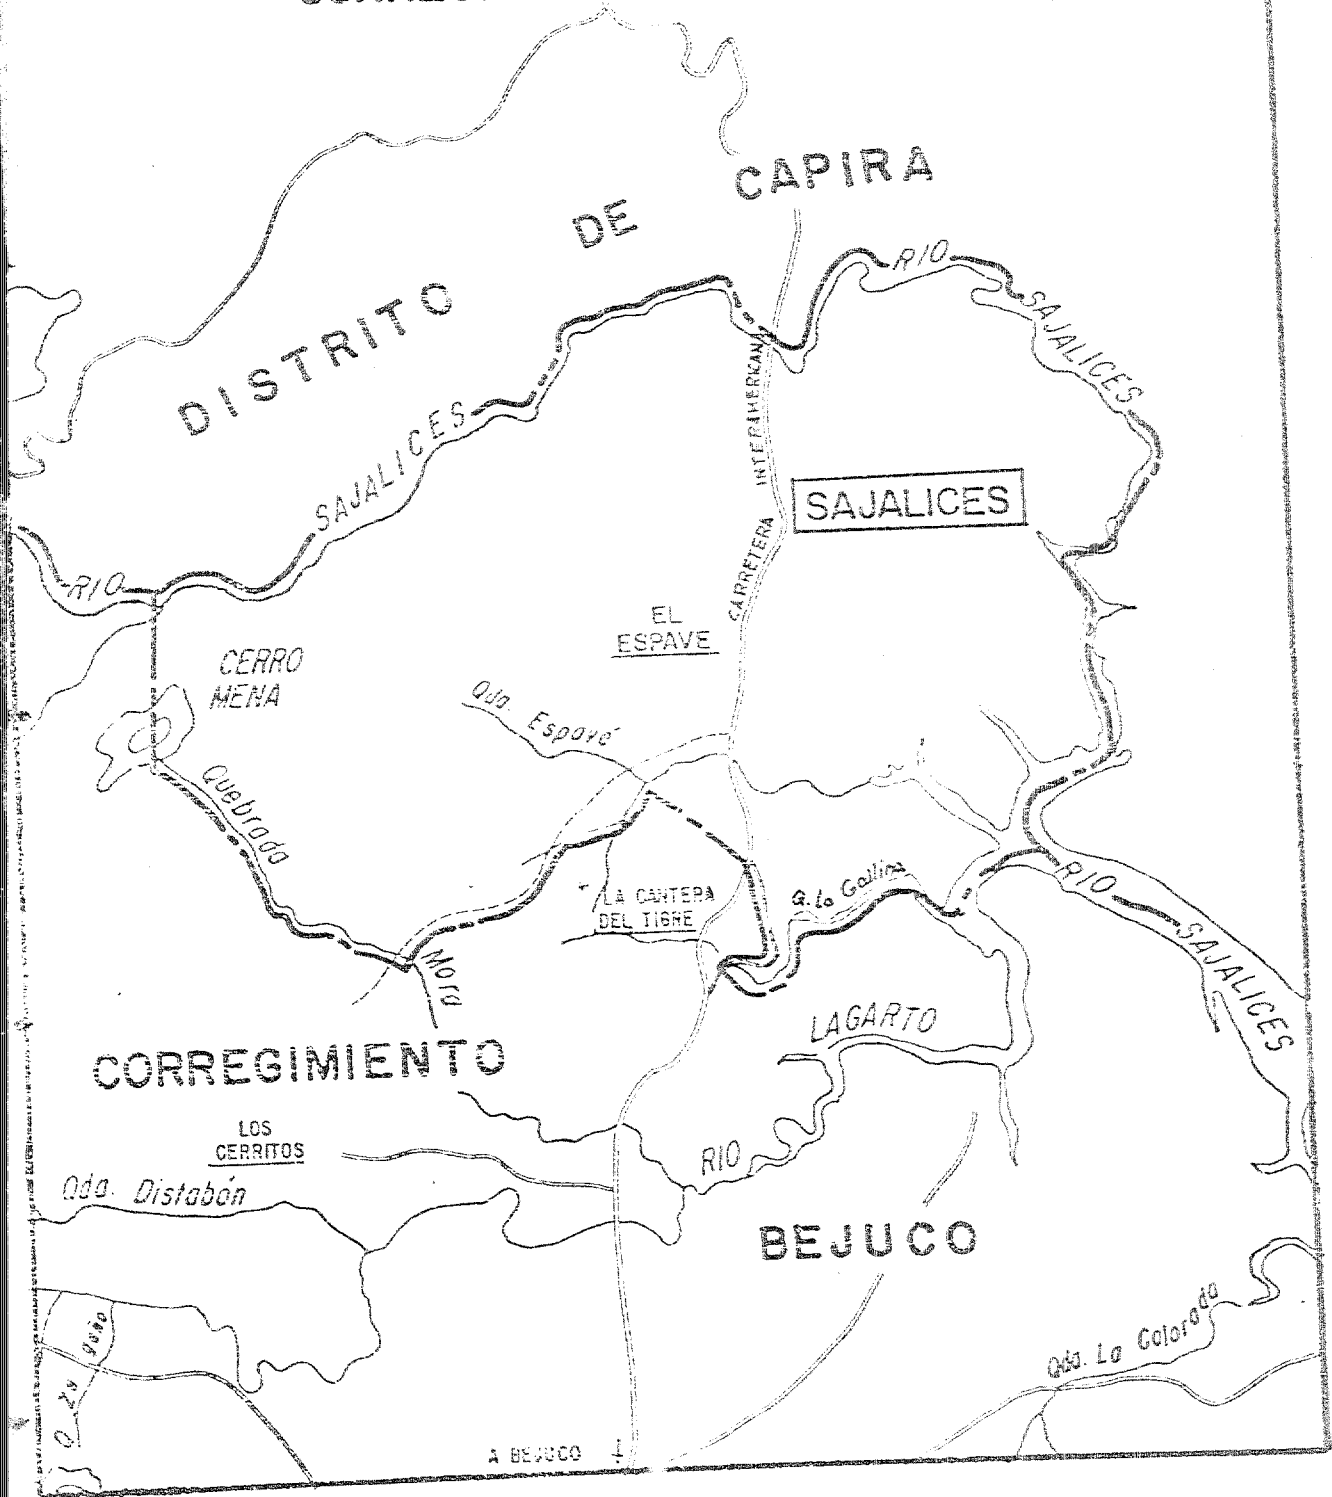 DISTRITO DE CAPIRA
RIO SAJALICES
RIO SAJALICES
CARRETERA INTERAMERICANA
SAJALICES
EL
ESPAVE
CERRO
MENA
Qda. Espavé
Quebrada Mora
LA CANTERA
DEL TIGRE
Q. La Gallina
RIO SAJALICES
RIO LAGARTO
CORREGIMIENTO BEJUCO
LOS
CERRITOS
Qda. Distabón
Qda. La Colorada
A BEJUCO